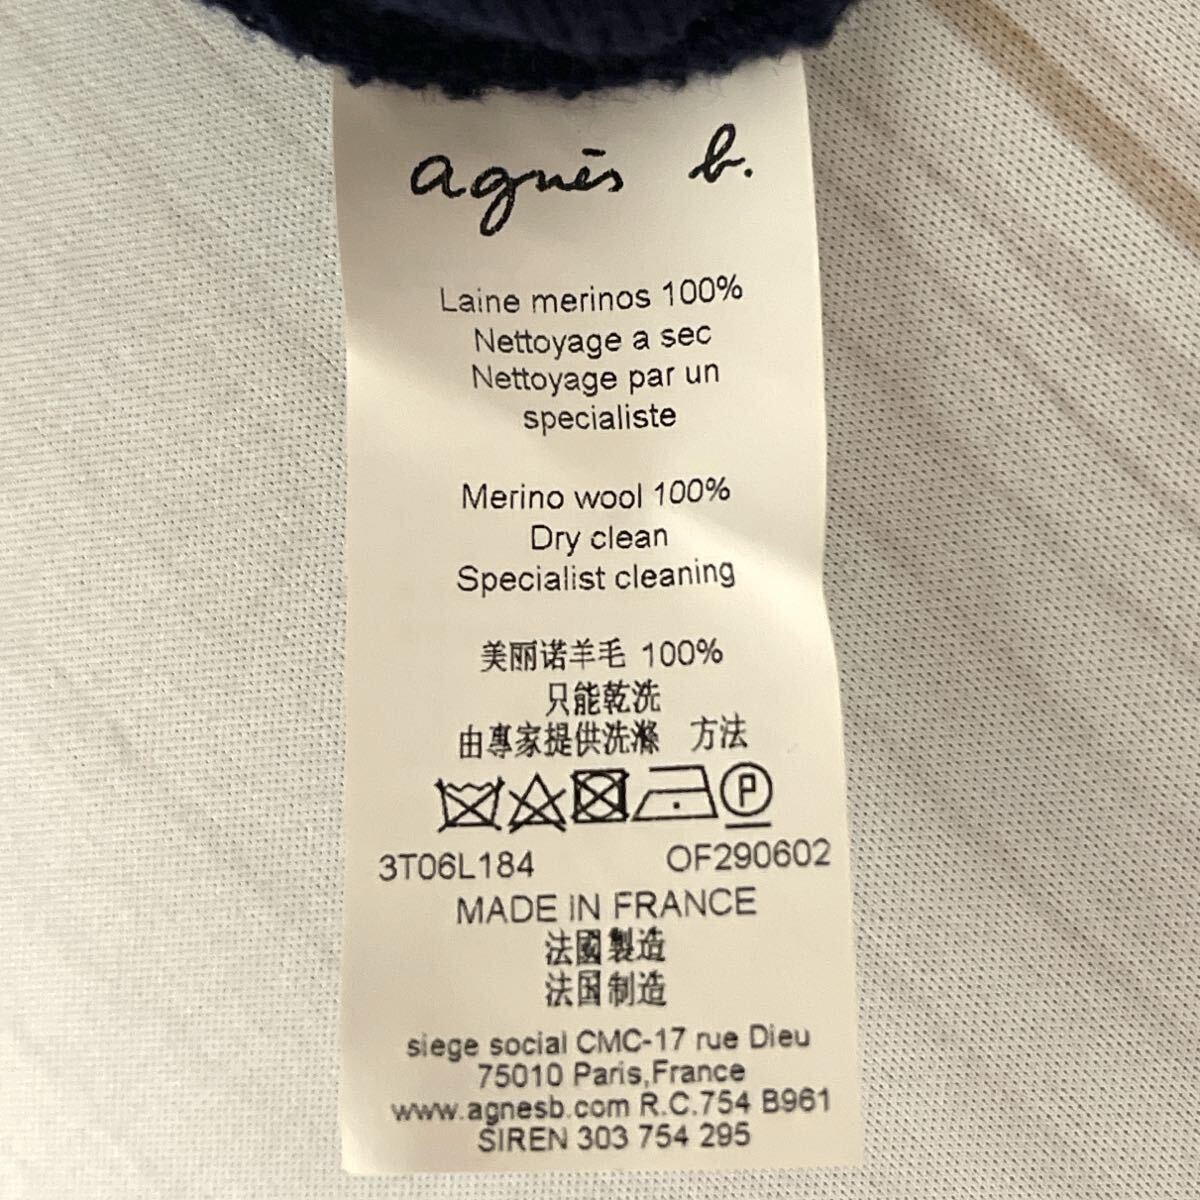 agnès b.
Laine merinos 100%
Nettoyage a sec
Nettoyage par un
specialiste
Merino wool 100%
Dry clean
Specialist cleaning
美丽诺羊毛 100%
只能乾洗
由專家提供洗滌 方法
P
3T06L184 OF290602
MADE IN FRANCE
法國製造
法国制造
siege social CMC-17 rue Dieu
75010 Paris,France
www.agnesb.com R.C.754 B961
SIREN 303 754 295